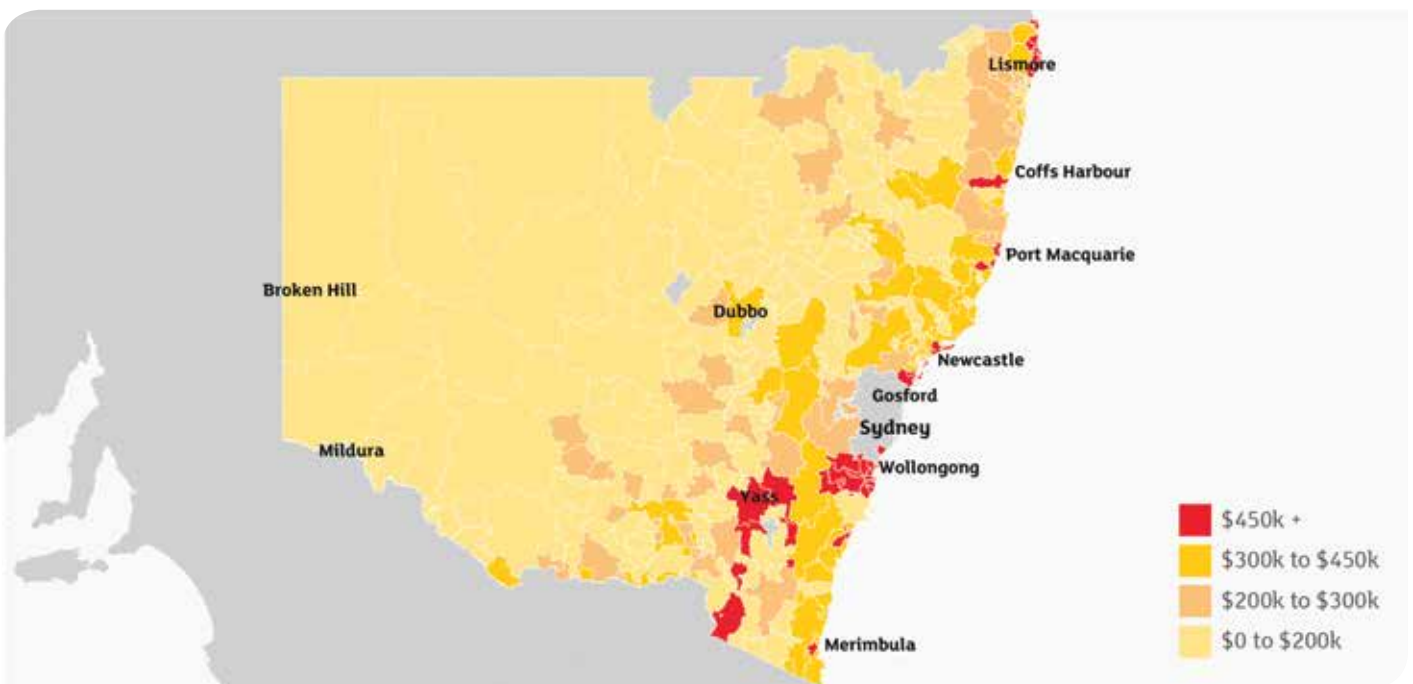 Lismore
Coffs Harbour
Port Macquarie
Broken Hill
Dubbo
Newcastle
Gosford
Sydney
Mildura
Wollongong
Yass
Merimbula
$450k +
$300k to $450k
$200k to $300k
$0 to $200k